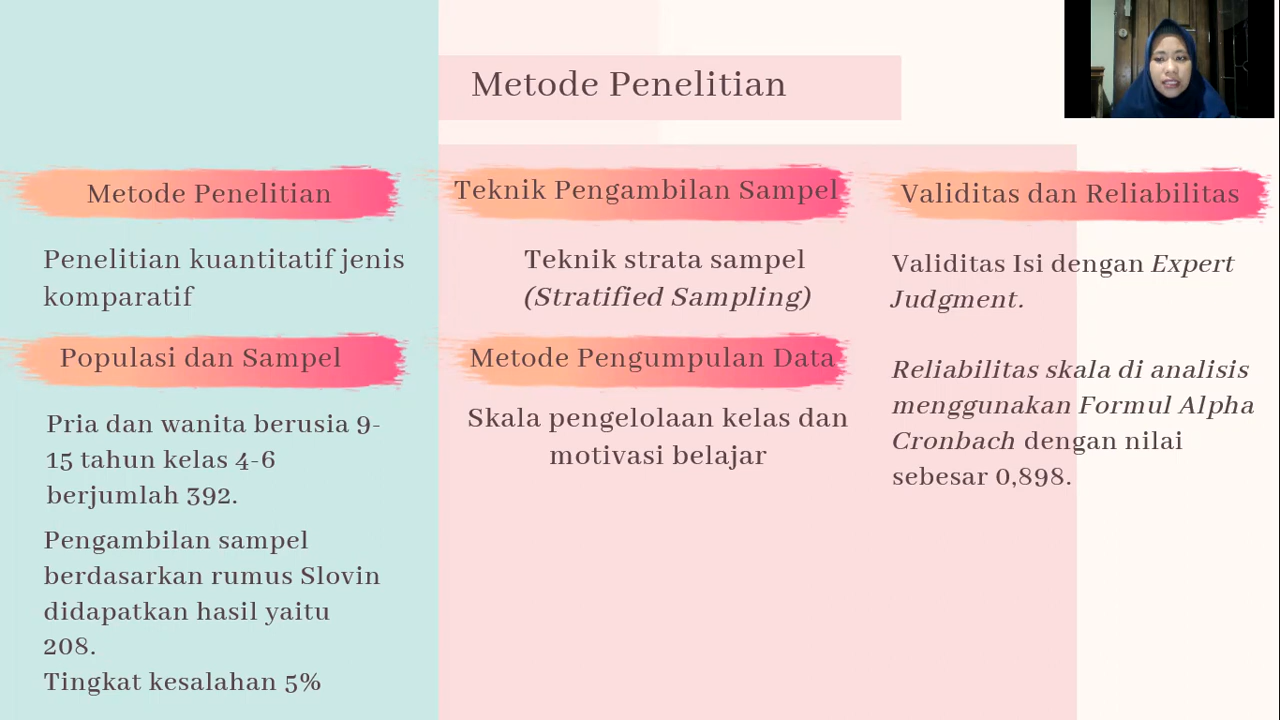 Metode Penelitian
Metode Penelitian
Penelitian kuantitatif jenis
komparatif
Populasi dan Sampel
Pria dan wanita berusia 9-
15 tahun kelas 4-6
berjumlah 392.
Pengambilan sampel
berdasarkan rumus Slovin
didapatkan hasil yaitu
208.
Tingkat kesalahan 5%
Teknik Pengambilan Sampel
Teknik strata sampel
(Stratified Sampling)
Metode Pengumpulan Data
Skala pengelolaan kelas dan
motivasi belajar
Validitas dan Reliabilitas
Validitas Isi dengan Expert
Judgment.
Reliabilitas skala di analisis
menggunakan Formul Alpha
Cronbach dengan nilai
sebesar 0,898.